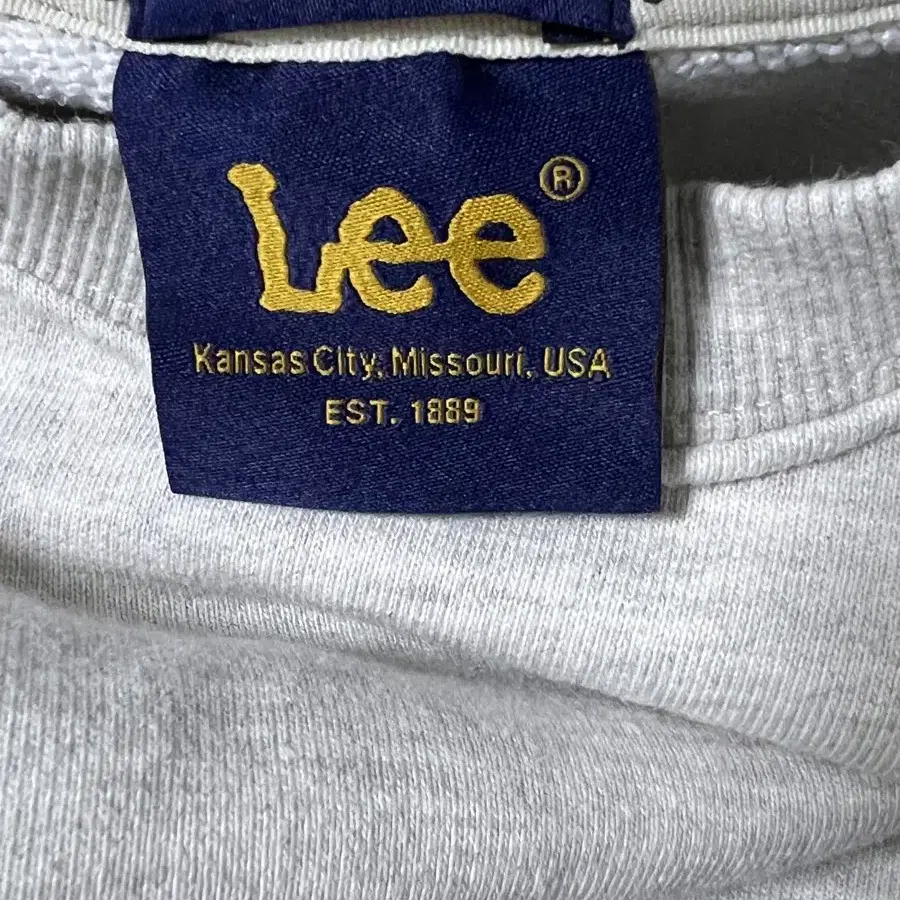 Lee®
Kansas City, Missouri, USA
EST. 1889